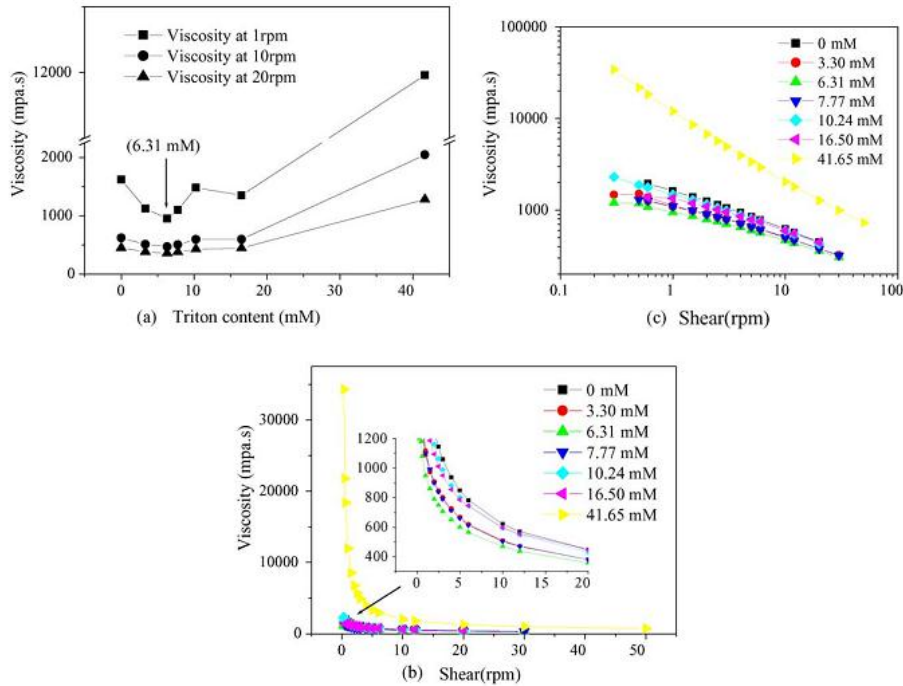 Viscosity at 1rpm
Viscosity at 10rpm
Viscosity at 20rpm
12000
2000
1000
0
(6.31 mM)
Viscosity (mpa.s)
0 10 20 30 40
(a) Triton content (mM)
100000
10000
1000
Viscosity (mpa.s)
0 mM
3.30 mM
6.31 mM
7.77 mM
10.24 mM
16.50 mM
41.65 mM
0.1 1 10 100
(c) Shear(rpm)
30000
20000
10000
0
Viscosity (mpa.s)
1200
1000
800
600
400
0 5 10 15 20
0 mM
3.30 mM
6.31 mM
7.77 mM
10.24 mM
16.50 mM
41.65 mM
0 10 20 30 40 50
(b) Shear(rpm)